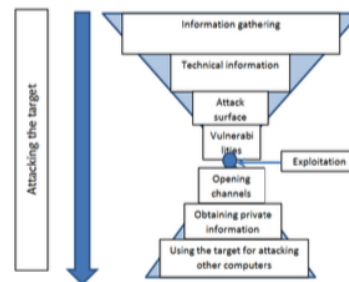 Attacking the target
Information gathering
Technical information
Attack
surface
Vulnerabi
lities
Exploitation
Opening
channels
Obtaining private
information
Using the target for attacking
other computers